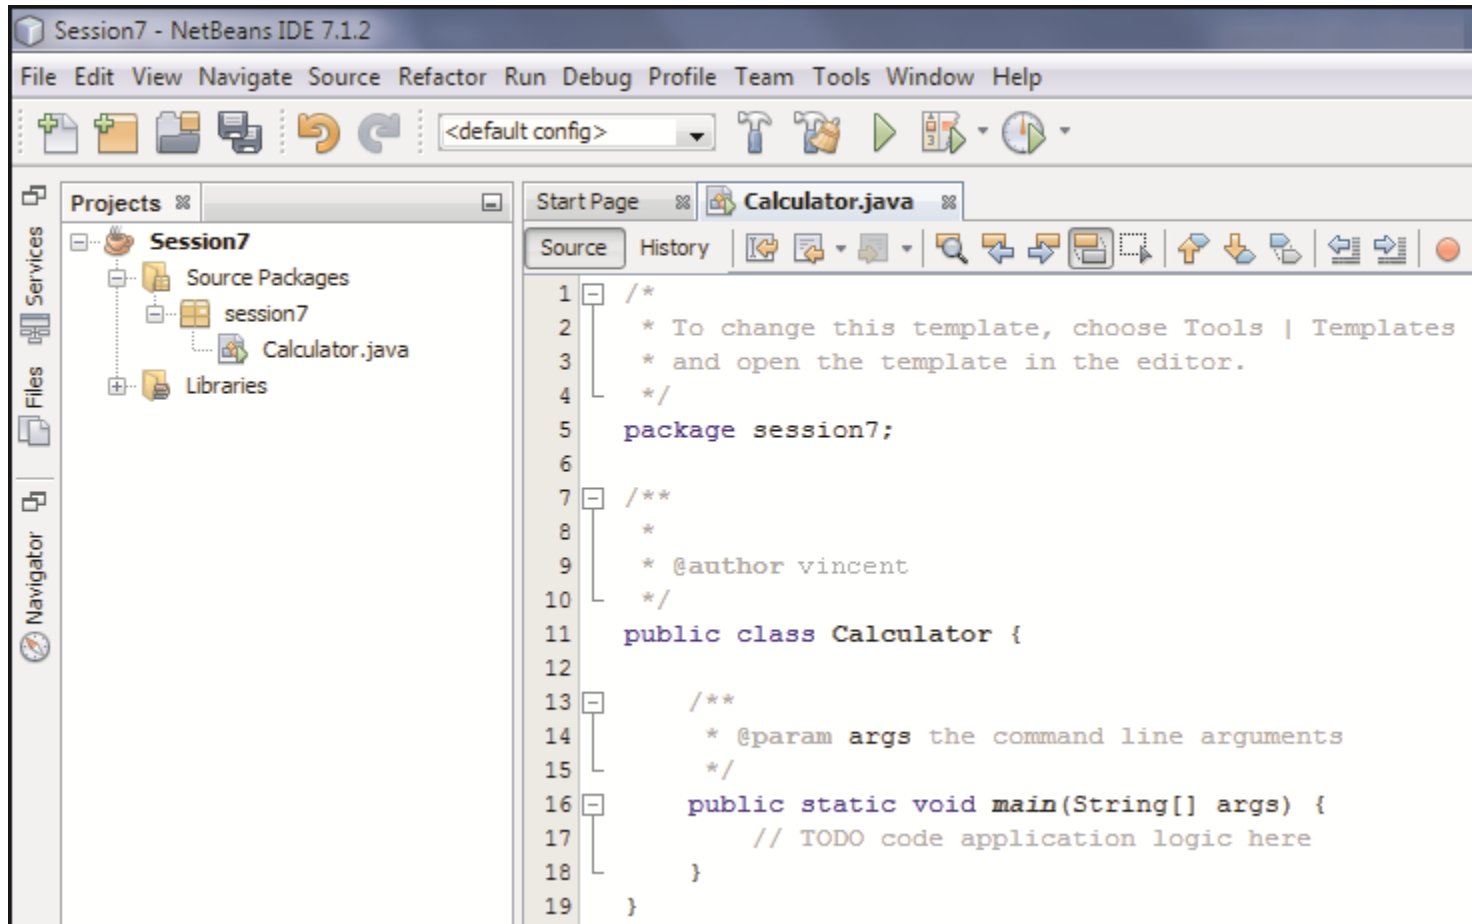 Session7 - NetBeans IDE 7.1.2
File Edit View Navigate Source Refactor Run Debug Profile Team Tools Window Help
<default config>
Services
Files
Navigator
Projects
Session7
Source Packages
session7
Calculator.java
Libraries
Start Page Calculator.java
Source History
1 /*
2  * To change this template, choose Tools | Templates
3  * and open the template in the editor.
4  */
5 package session7;
6
7 /**
8  *
9  * @author vincent
10  */
11 public class Calculator {
12
13     /**
14      * @param args the command line arguments
15      */
16     public static void main(String[] args) {
17         // TODO code application logic here
18     }
19 }